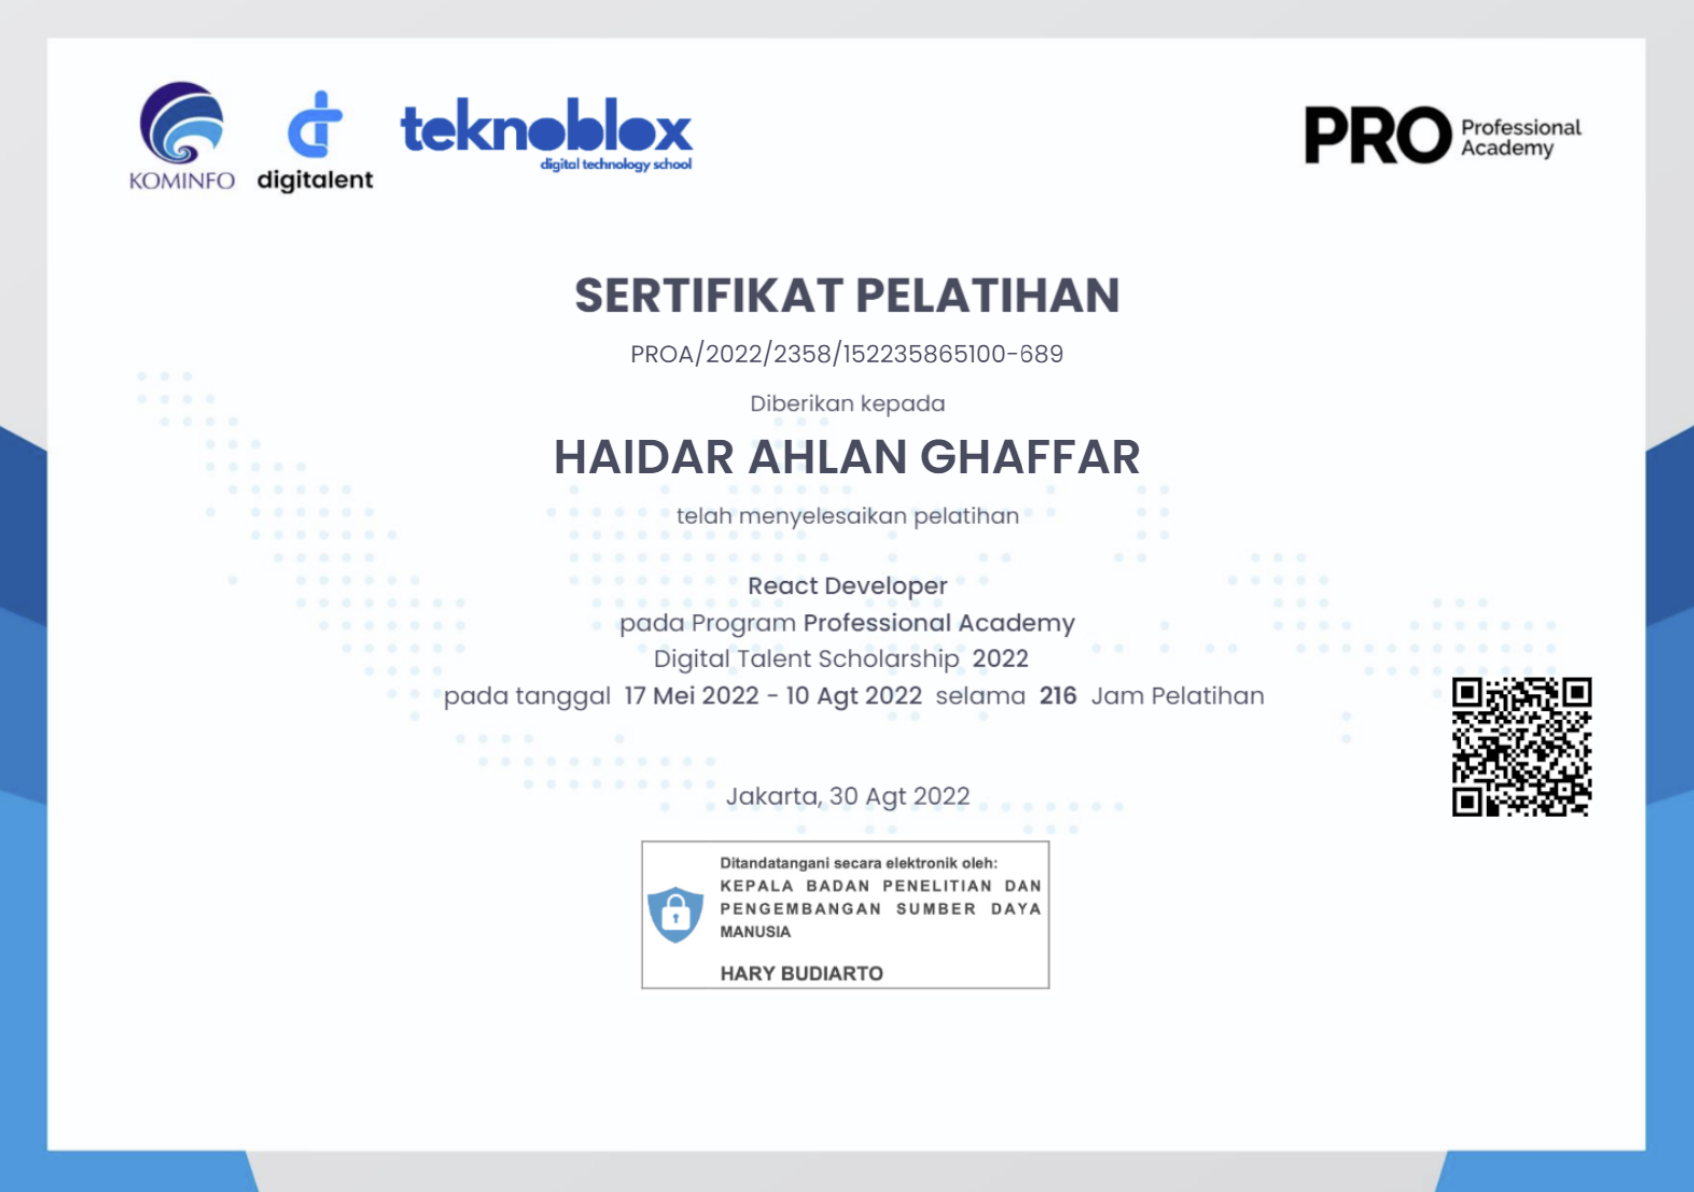 KOMINFO
digitalent
teknoblox
digital technology school
PRO Professional
Academy
SERTIFIKAT PELATIHAN
PROA/2022/2358/152235865100-689
Diberikan kepada
HAIDAR AHLAN GHAFFAR
telah menyelesaikan pelatihan
React Developer
pada Program Professional Academy
Digital Talent Scholarship 2022
pada tanggal 17 Mei 2022 - 10 Agt 2022 selama 216 Jam Pelatihan
Jakarta, 30 Agt 2022
Ditandatangani secara elektronik oleh:
KEPALA BADAN PENELITIAN DAN
PENGEMBANGAN SUMBER DAYA
MANUSIA
HARY BUDIARTO